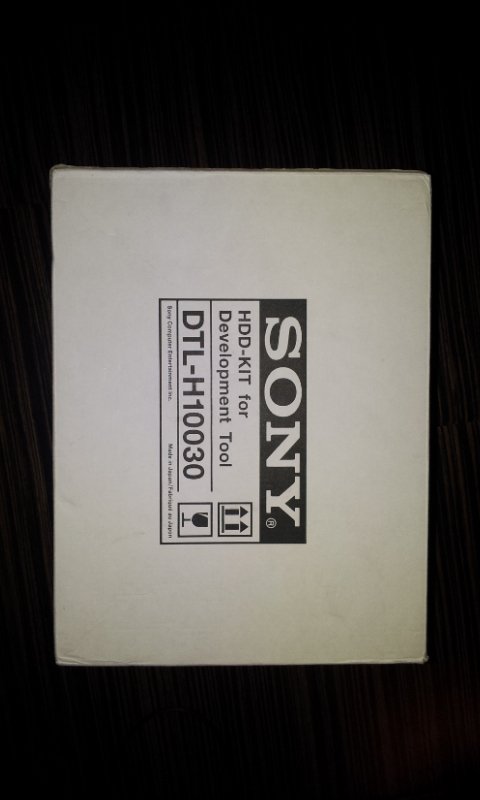 SONY®
HDD-KIT for
Development Tool
DTL-H10030
Sony Computer Entertainment Inc.
Made in Japan/Fabriqué au Japon